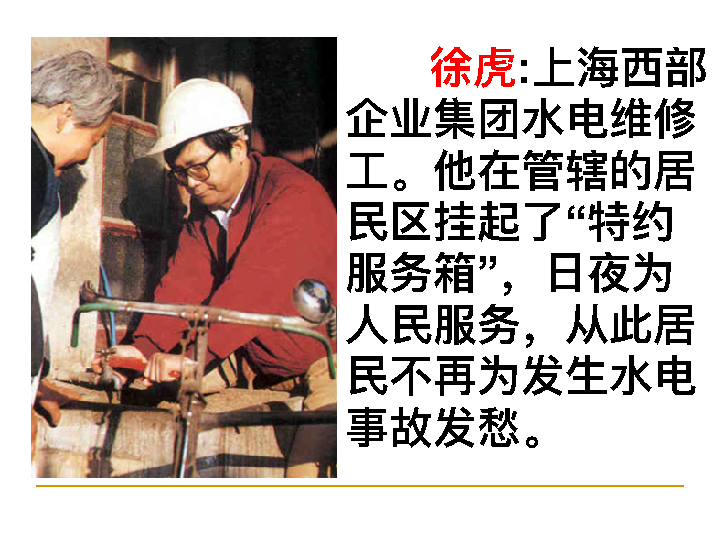 徐虎:上海西部
企业集团水电维修
工。他在管辖的居
民区挂起了“特约
服务箱”，日夜为
人民服务，从此居
民不再为发生水电
事故发愁。